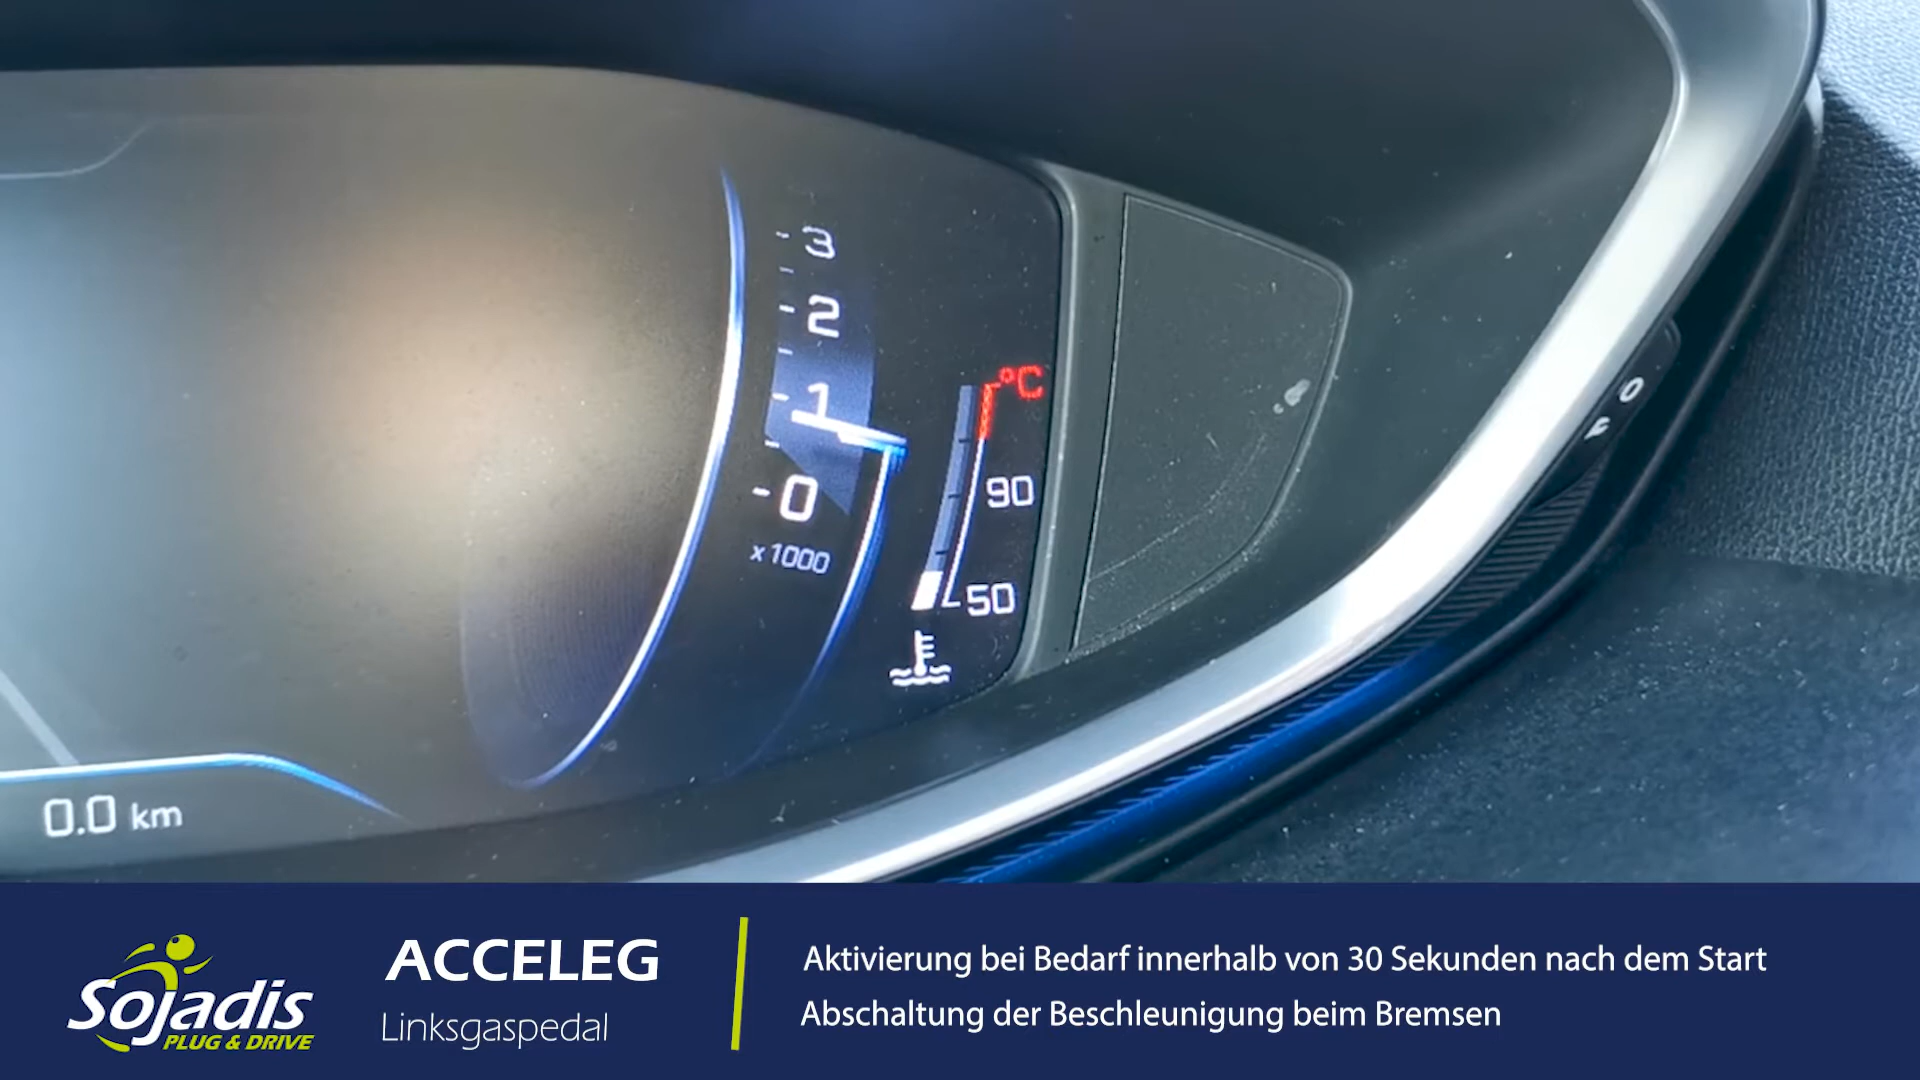 3
2
1
0
x1000
°C
90
50
0.0 km
Sojadis
PLUG & DRIVE
ACCELEG
Linksgaspedal
Aktivierung bei Bedarf innerhalb von 30 Sekunden nach dem Start
Abschaltung der Beschleunigung beim Bremsen